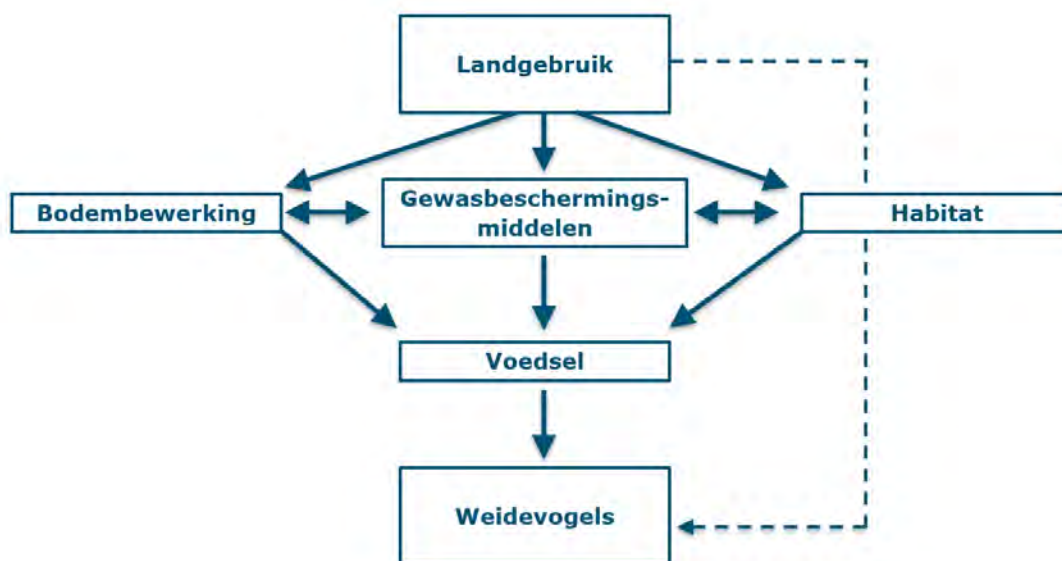 Landgebruik
Bodembewerking
Gewasbeschermings-
middelen
Habitat
Voedsel
Weidevogels